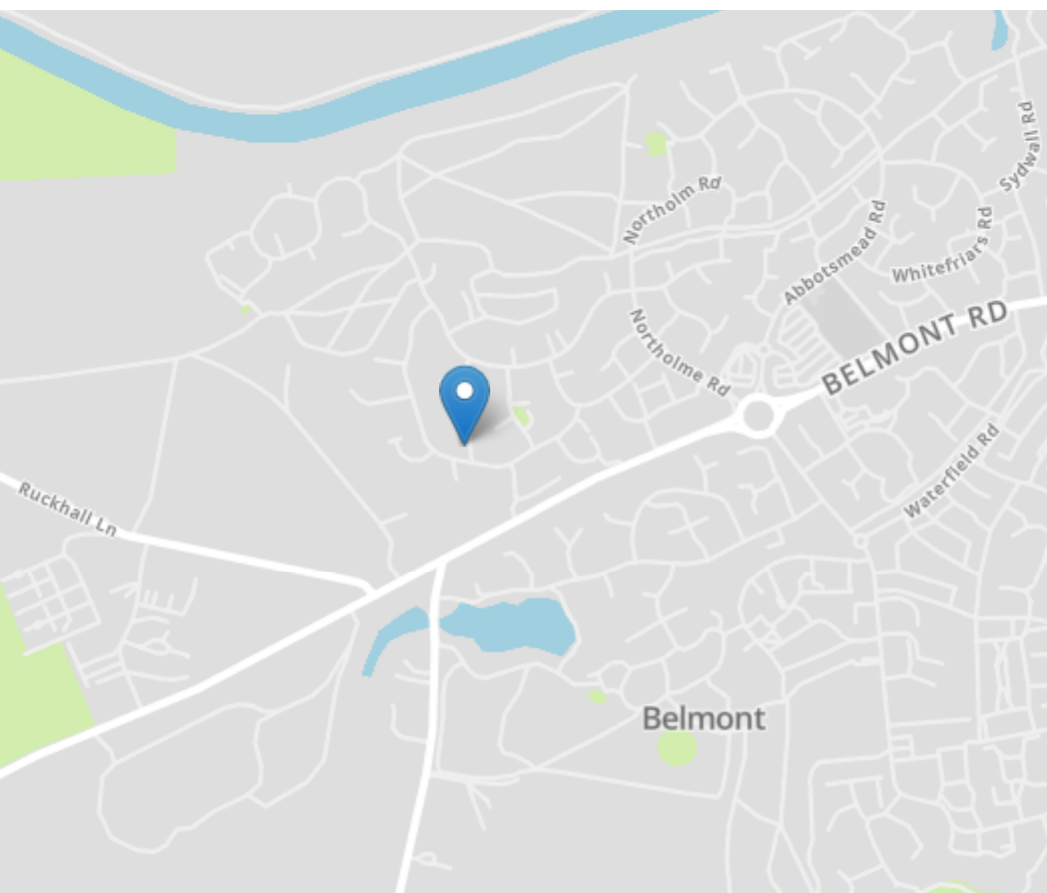 Sydwall Rd
Northolm Rd
Abbotsmead Rd
Whitefriars Rd
Northolme Rd
BELMONT RD
Waterfield Rd
Ruckhall Ln
Belmont